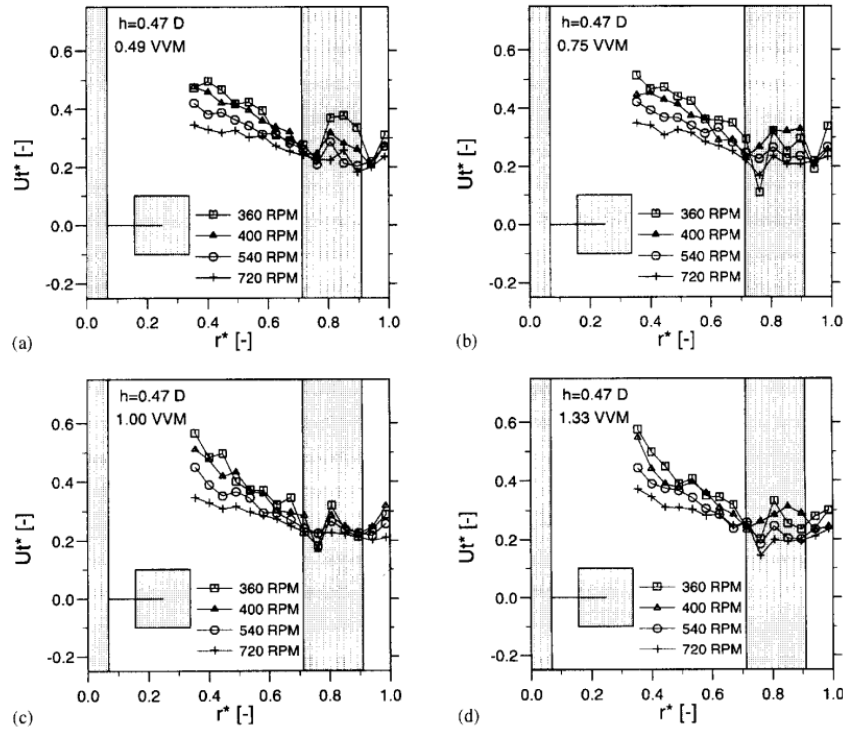 h=0.47 D
0.49 VVM
Ut* [-]
0.6
0.4
0.2
0.0
-0.2
360 RPM
400 RPM
540 RPM
720 RPM
0.0 0.2 0.4 0.6 0.8 1.0
(a) r* [-]
h=0.47 D
0.75 VVM
Ut* [-]
0.6
0.4
0.2
0.0
-0.2
360 RPM
400 RPM
540 RPM
720 RPM
0.0 0.2 0.4 0.6 0.8 1.0
(b) r* [-]
h=0.47 D
1.00 VVM
Ut* [-]
0.6
0.4
0.2
0.0
-0.2
360 RPM
400 RPM
540 RPM
720 RPM
0.0 0.2 0.4 0.6 0.8 1.0
(c) r* [-]
h=0.47 D
1.33 VVM
Ut* [-]
0.6
0.4
0.2
0.0
-0.2
360 RPM
400 RPM
540 RPM
720 RPM
0.0 0.2 0.4 0.6 0.8 1.0
(d) r* [-]